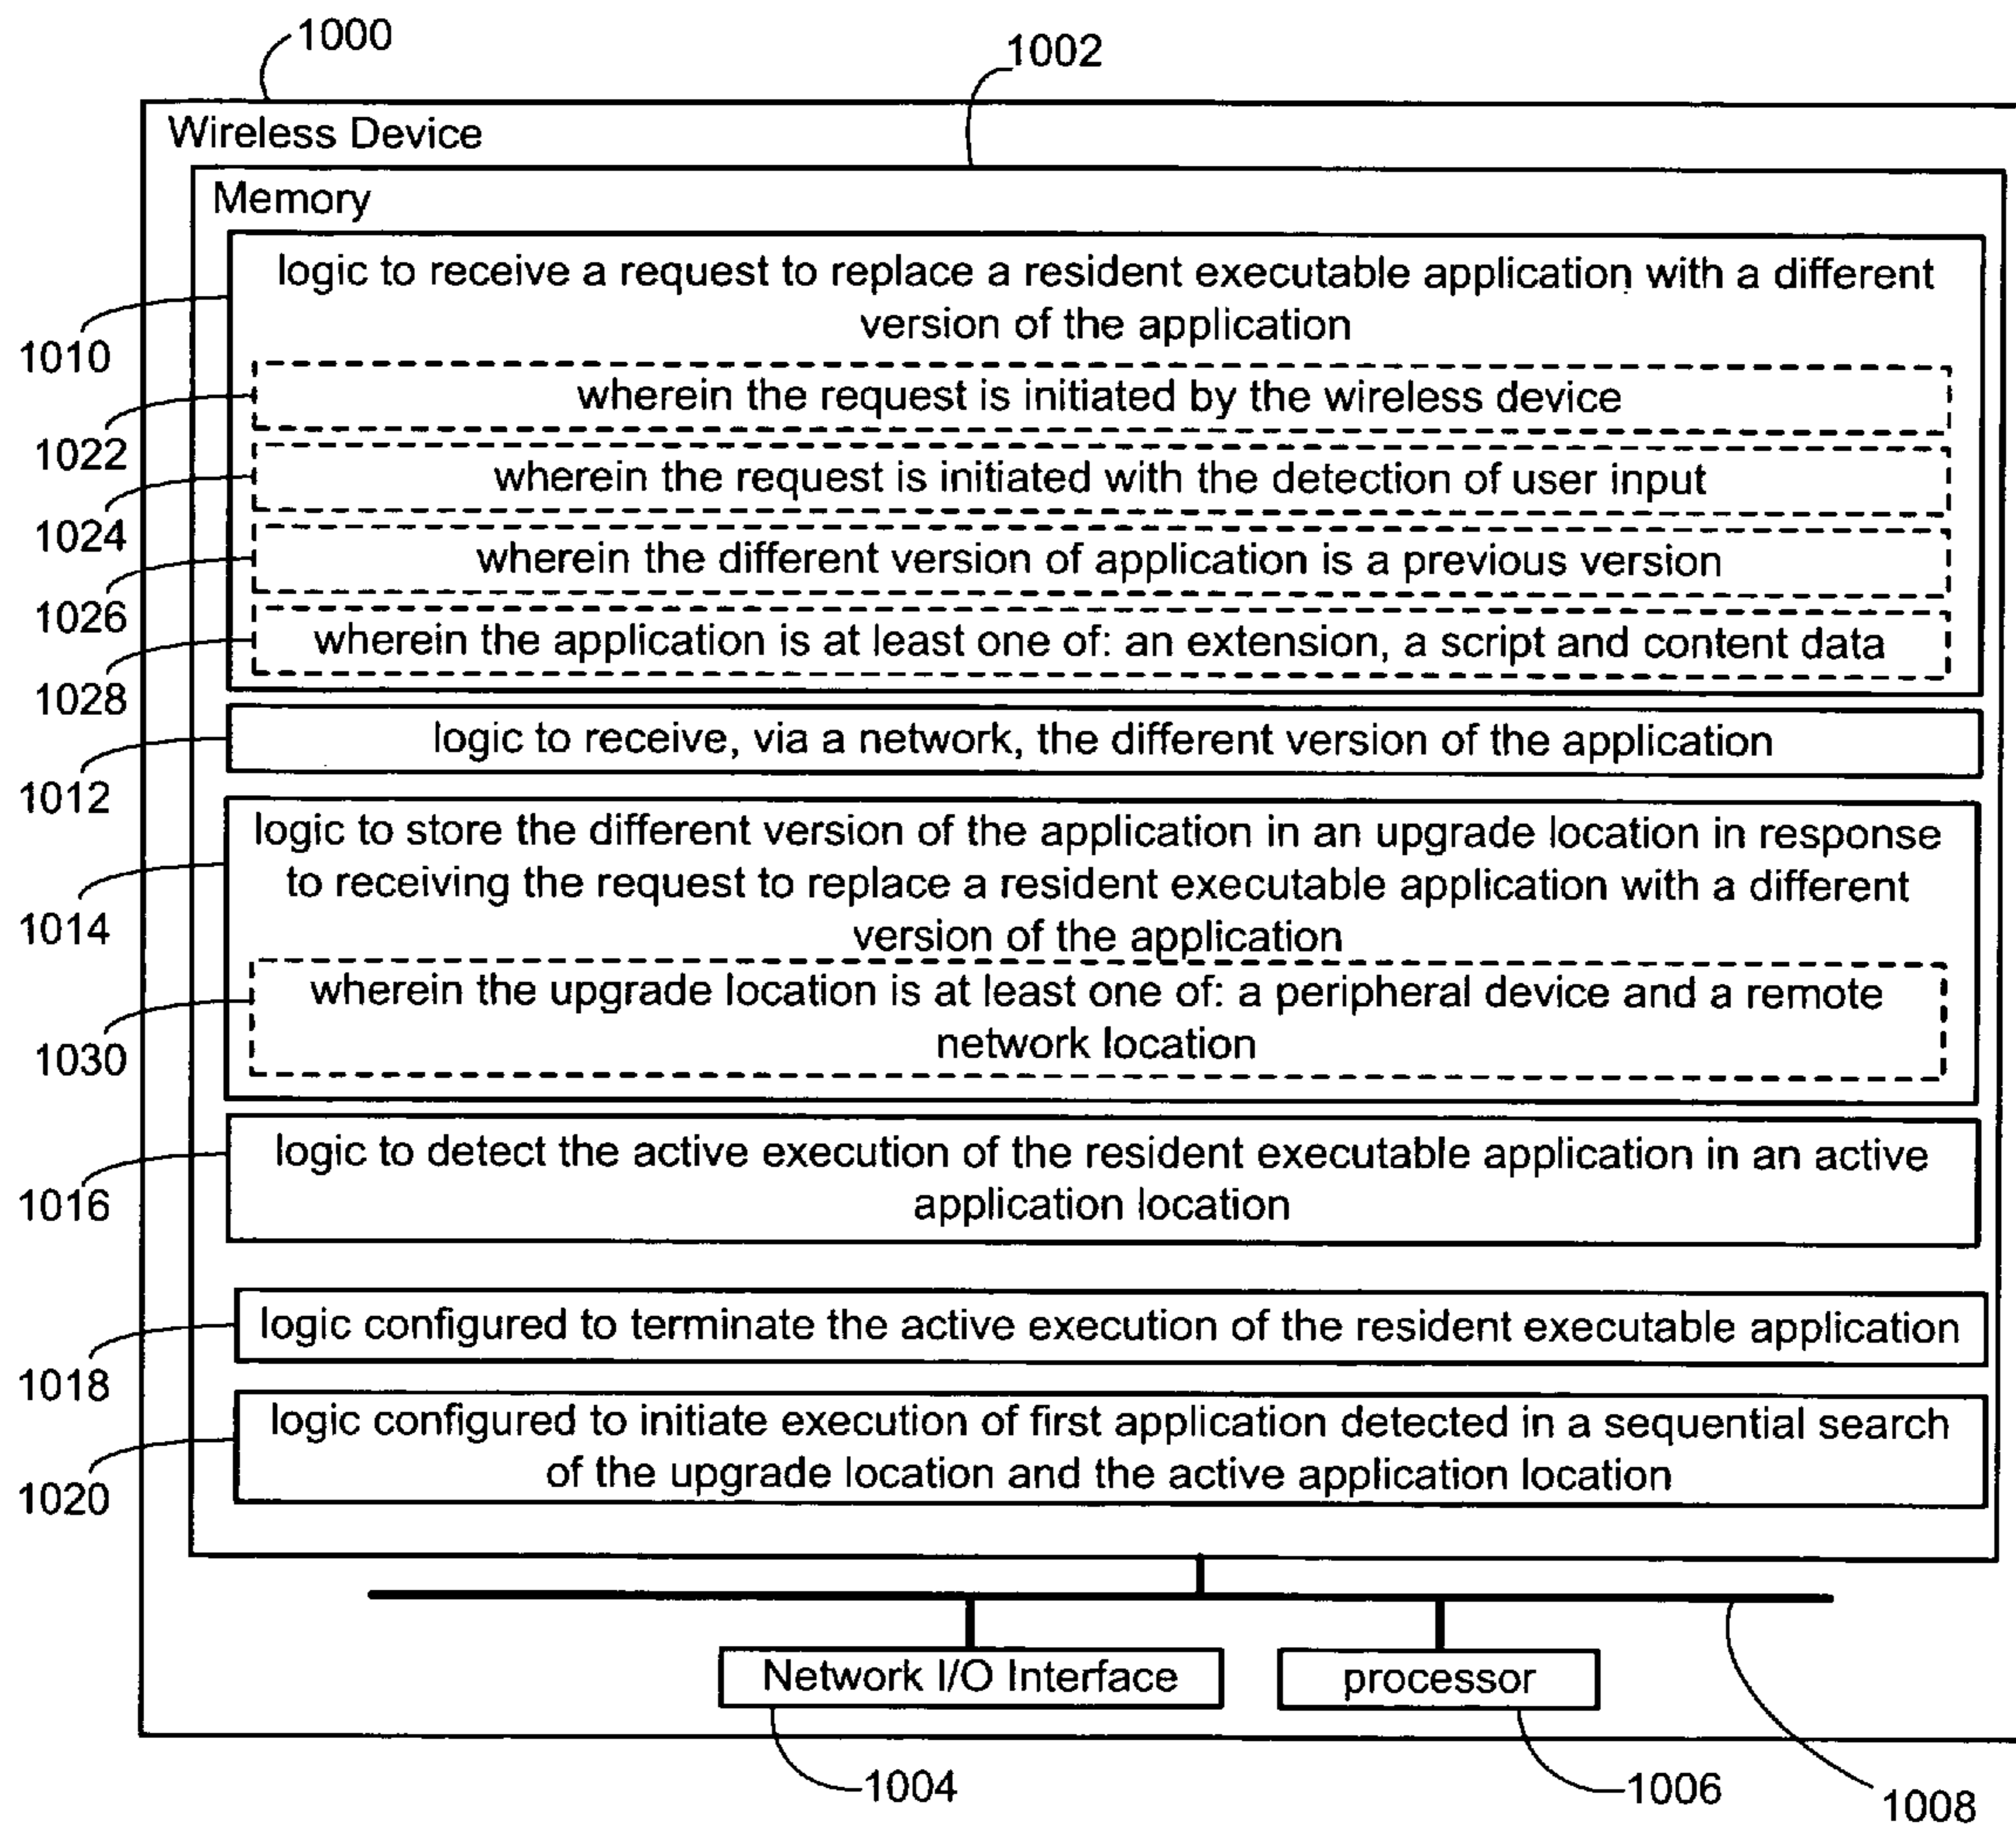 1000
1002
Wireless Device
Memory
logic to receive a request to replace a resident executable application with a different
version of the application
1010
wherein the request is initiated by the wireless device
1022
wherein the request is initiated with the detection of user input
1024
wherein the different version of application is a previous version
1026
wherein the application is at least one of: an extension, a script and content data
1028
logic to receive, via a network, the different version of the application
1012
logic to store the different version of the application in an upgrade location in response
to receiving the request to replace a resident executable application with a different
version of the application
1014
wherein the upgrade location is at least one of: a peripheral device and a remote
network location
1030
logic to detect the active execution of the resident executable application in an active
application location
1016
logic configured to terminate the active execution of the resident executable application
1018
logic configured to initiate execution of first application detected in a sequential search
of the upgrade location and the active application location
1020
Network I/O Interface
processor
1004
1006
1008